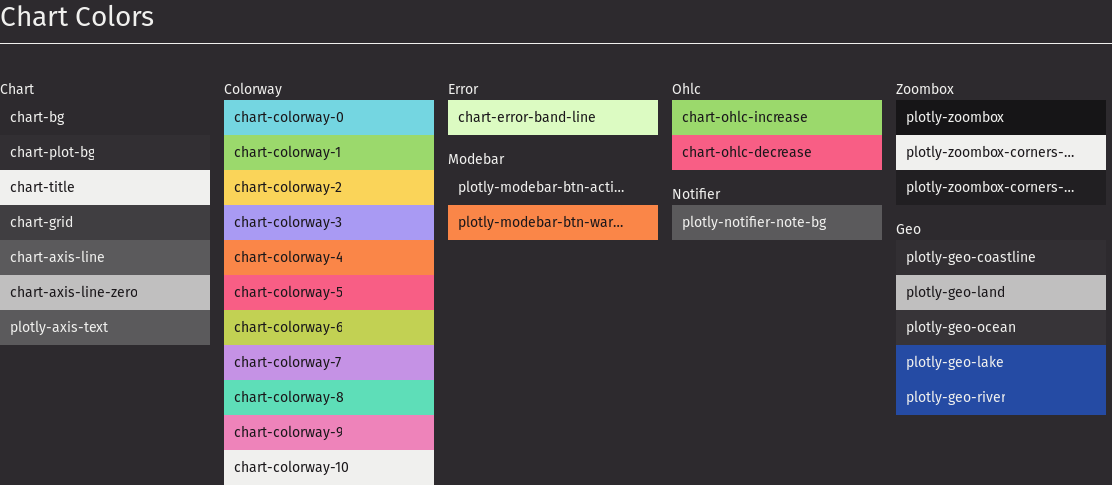 Chart Colors
Chart
chart-bg
chart-plot-bg
chart-title
chart-grid
chart-axis-line
chart-axis-line-zero
plotly-axis-text
Colorway
chart-colorway-0
chart-colorway-1
chart-colorway-2
chart-colorway-3
chart-colorway-4
chart-colorway-5
chart-colorway-6
chart-colorway-7
chart-colorway-8
chart-colorway-9
chart-colorway-10
Error
chart-error-band-line
Modebar
plotly-modebar-btn-acti...
plotly-modebar-btn-war...
Ohlc
chart-ohlc-increase
chart-ohlc-decrease
Notifier
plotly-notifier-note-bg
Zoombox
plotly-zoombox
plotly-zoombox-corners-...
plotly-zoombox-corners-...
Geo
plotly-geo-coastline
plotly-geo-land
plotly-geo-ocean
plotly-geo-lake
plotly-geo-river